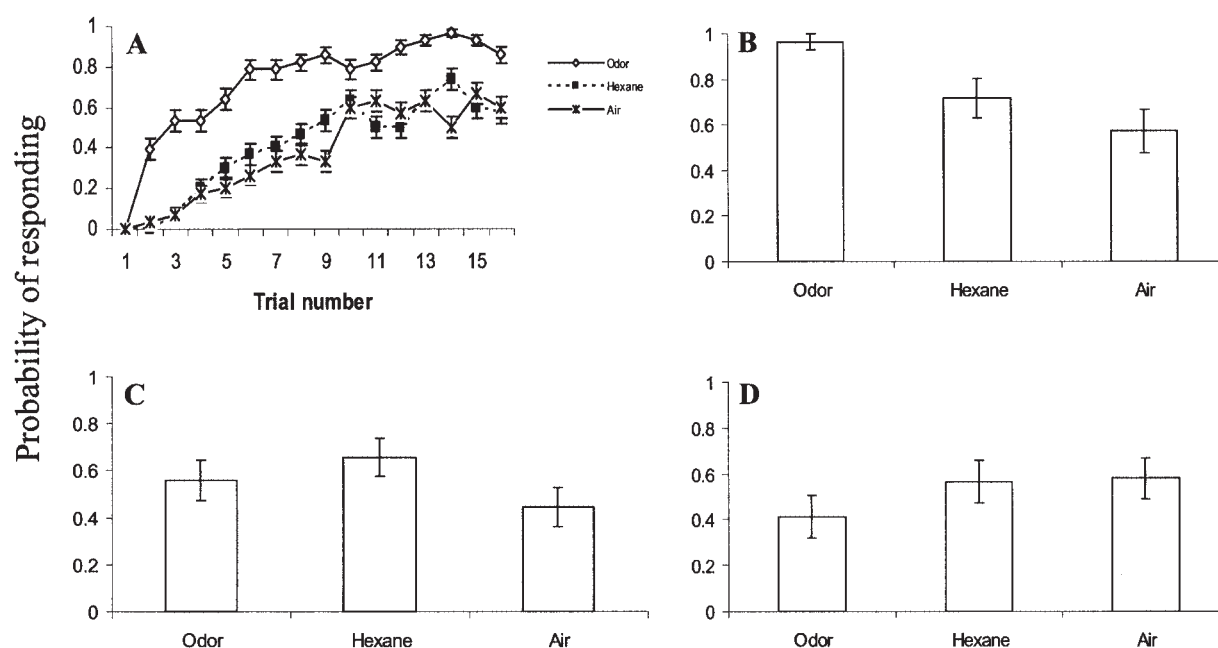 Probability of responding
A
1
0.8
0.6
0.4
0.2
0
1 3 5 7 9 11 13 15
Trial number
Odor
Hexane
Air
B
1
0.8
0.6
0.4
0.2
0
Odor Hexane Air
C
1
0.8
0.6
0.4
0.2
0
Odor Hexane Air
D
1
0.8
0.6
0.4
0.2
0
Odor Hexane Air